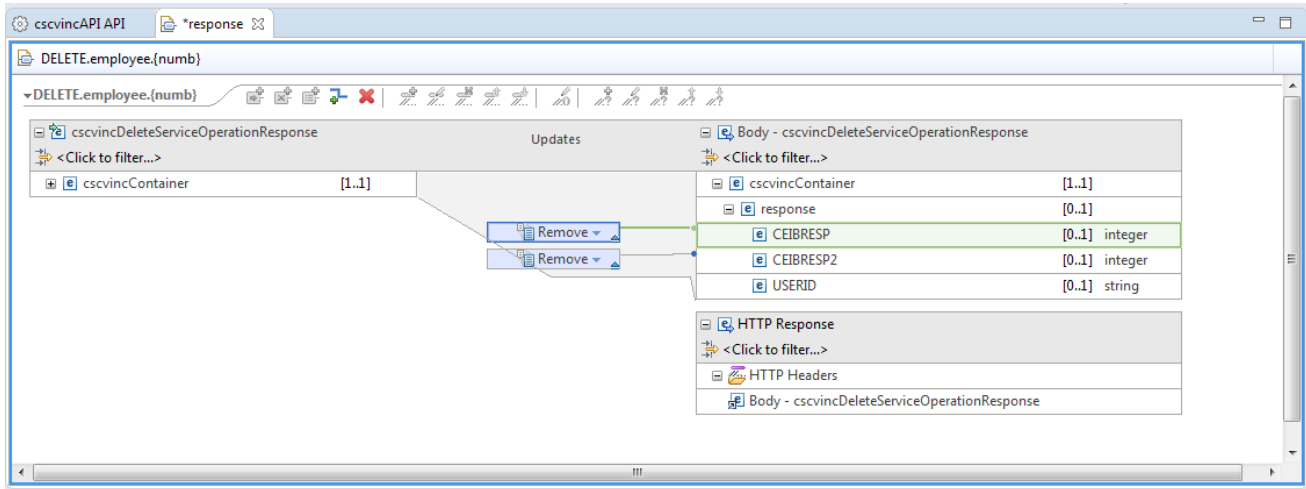 cscvincAPI API
*response
DELETE.employee.{numb}
DELETE.employee.{numb}
cscvincDeleteServiceOperationResponse
<Click to filter...>
cscvincContainer [1..1]
Updates
Remove
Remove
Body - cscvincDeleteServiceOperationResponse
<Click to filter...>
cscvincContainer [1..1]
response [0..1]
CEIBRESP [0..1] integer
CEIBRESP2 [0..1] integer
USERID [0..1] string
HTTP Response
<Click to filter...>
HTTP Headers
Body - cscvincDeleteServiceOperationResponse